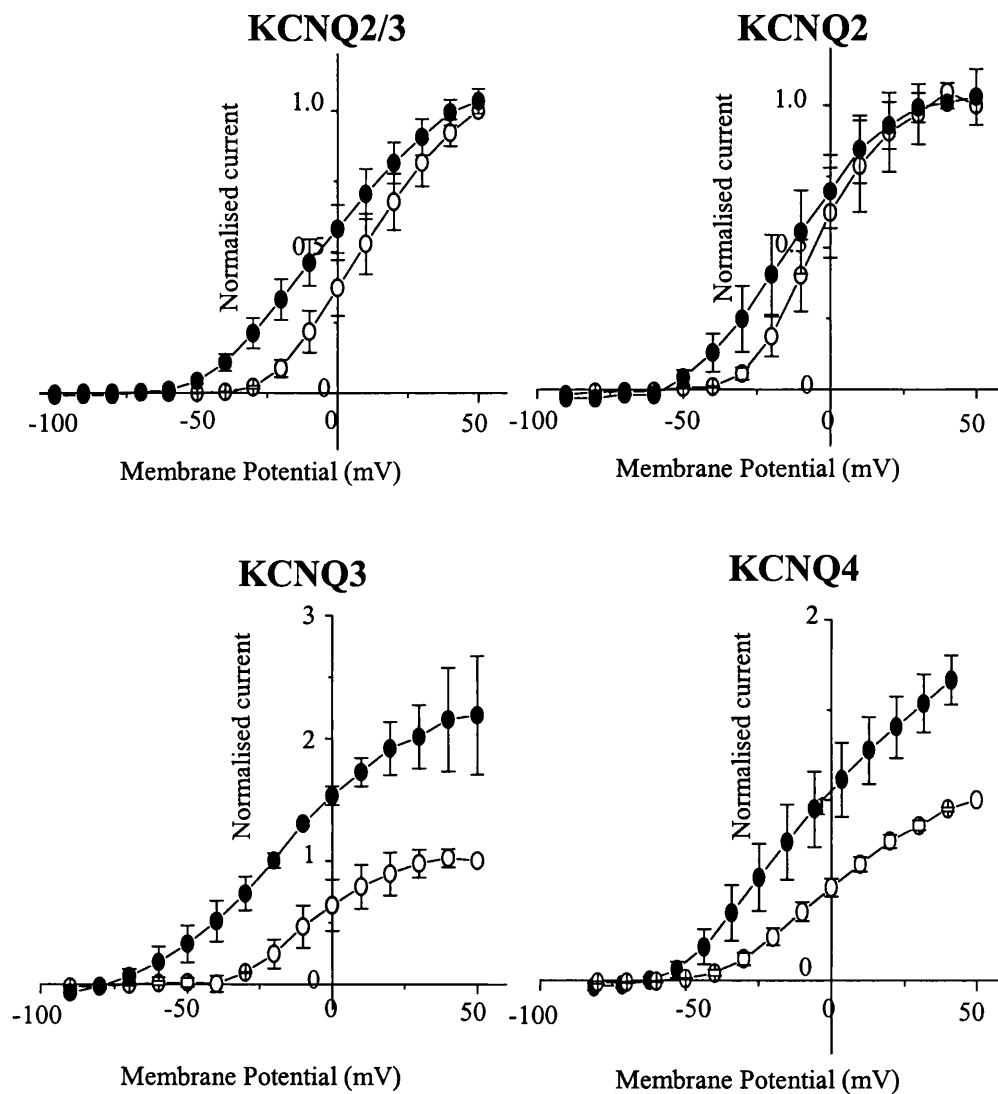 KCNQ2/3
1.0
Normalised current
0.5
0
-100 -50 0 50
Membrane Potential (mV)
KCNQ2
1.0
Normalised current
0.5
0
-100 -50 0 50
Membrane Potential (mV)
KCNQ3
3
Normalised current
2
1
0
-100 -50 0 50
Membrane Potential (mV)
KCNQ4
2
Normalised current
1
0
-100 -50 0 50
Membrane Potential (mV)